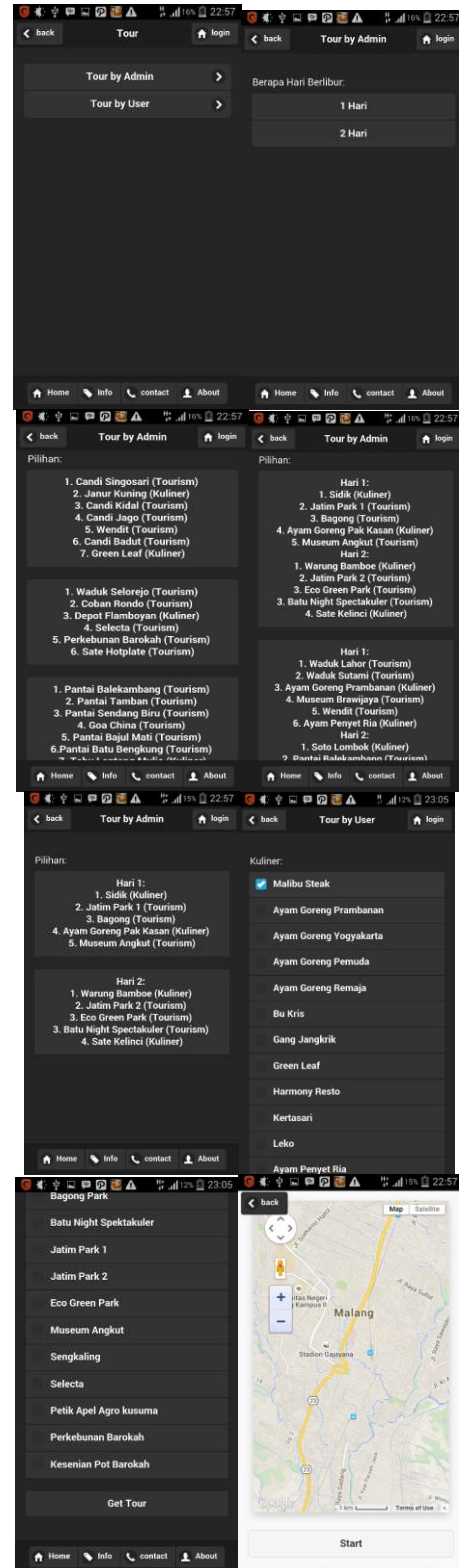 16% 22:57
back Tour login
Tour by Admin
Tour by User
Home Info contact About
16% 22:57
back Tour by Admin login
Berapa Hari Berlibur:
1 Hari
2 Hari
Home Info contact About
16% 22:57
back Tour by Admin login
Pilihan:
1. Candi Singosari (Tourism)
2. Janur Kuning (Kuliner)
3. Candi Kidal (Tourism)
4. Candi Jago (Tourism)
5. Wendit (Tourism)
6. Candi Badut (Tourism)
7. Green Leaf (Kuliner)
1. Waduk Selorejo (Tourism)
2. Coban Rondo (Tourism)
3. Depot Flamboyan (Kuliner)
4. Selecta (Tourism)
5. Perkebunan Barokah (Tourism)
6. Sate Hotplate (Tourism)
1. Pantai Balekambang (Tourism)
2. Pantai Tamban (Tourism)
3. Pantai Sendang Biru (Tourism)
4. Goa China (Tourism)
5. Pantai Bajul Mati (Tourism)
6.Pantai Batu Bengkung (Tourism)
Home Info contact About
16% 22:57
back Tour by Admin login
Pilihan:
Hari 1:
1. Sidik (Kuliner)
2. Jatim Park 1 (Tourism)
3. Bagong (Tourism)
4. Ayam Goreng Pak Kasan (Kuliner)
5. Museum Angkut (Tourism)
Hari 2:
1. Warung Bamboe (Kuliner)
2. Jatim Park 2 (Tourism)
3. Eco Green Park (Tourism)
3. Batu Night Spectakuler (Tourism)
4. Sate Kelinci (Kuliner)
Hari 1:
1. Waduk Lahor (Tourism)
2. Waduk Sutami (Tourism)
3. Ayam Goreng Prambanan (Kuliner)
4. Museum Brawijaya (Tourism)
5. Wendit (Tourism)
6. Ayam Penyet Ria (Kuliner)
Hari 2:
1. Soto Lombok (Kuliner)
2. Pantai Balekambang (Tourism)
Home Info contact About
15% 22:57
back Tour by Admin login
Pilihan:
Hari 1:
1. Sidik (Kuliner)
2. Jatim Park 1 (Tourism)
3. Bagong (Tourism)
4. Ayam Goreng Pak Kasan (Kuliner)
5. Museum Angkut (Tourism)
Hari 2:
1. Warung Bamboe (Kuliner)
2. Jatim Park 2 (Tourism)
3. Eco Green Park (Tourism)
3. Batu Night Spectakuler (Tourism)
4. Sate Kelinci (Kuliner)
Home Info contact About
12% 23:05
back Tour by User login
Kuliner:
Malibu Steak
Ayam Goreng Prambanan
Ayam Goreng Yogyakarta
Ayam Goreng Pemuda
Ayam Goreng Remaja
Bu Kris
Gang Jangkrik
Green Leaf
Harmony Resto
Kertasari
Leko
Ayam Penyet Ria
12% 23:05
Bagong Park
Batu Night Spektakuler
Jatim Park 1
Jatim Park 2
Eco Green Park
Museum Angkut
Sengkaling
Selecta
Petik Apel Agro kusuma
Perkebunan Barokah
Kesenian Pot Barokah
Get Tour
Home Info contact About
15% 22:57
back
Map Satellite
Malang
Stadion Gajayana
23
23
1 km Terms of Use
Start